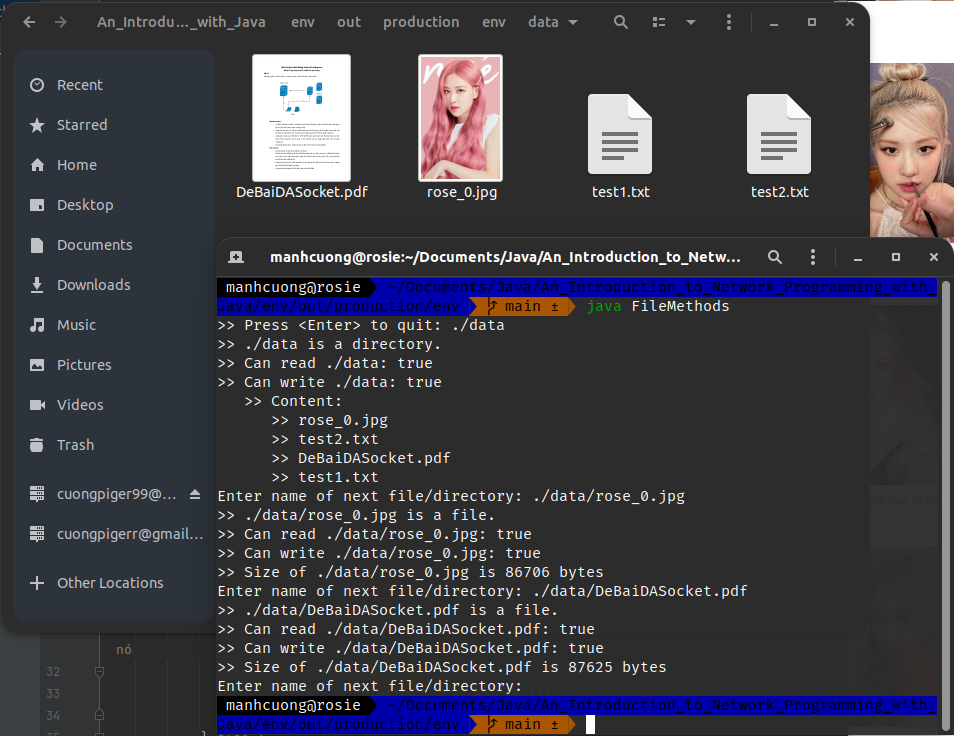 An_Introdu..._with_Java env out production env data
Recent
Starred
Home
Desktop
Documents
Downloads
Music
Pictures
Videos
Trash
cuongpiger99@...
cuongpigerr@gmail...
Other Locations
rosé
DeBaiDASocket.pdf
rose_0.jpg
test1.txt
test2.txt
manhcuong@rosie:~/Documents/Java/An_Introduction_to_Netw...
manhcuong@rosie ~/Documents/Java/An_Introduction_to_Network_Programming_with_
Java/env/out/production/env main ± java FileMethods
>> Press <Enter> to quit: ./data
>> ./data is a directory.
>> Can read ./data: true
>> Can write ./data: true
>> Content:
>> rose_0.jpg
>> test2.txt
>> DeBaiDASocket.pdf
>> test1.txt
Enter name of next file/directory: ./data/rose_0.jpg
>> ./data/rose_0.jpg is a file.
>> Can read ./data/rose_0.jpg: true
>> Can write ./data/rose_0.jpg: true
>> Size of ./data/rose_0.jpg is 86706 bytes
Enter name of next file/directory: ./data/DeBaiDASocket.pdf
>> ./data/DeBaiDASocket.pdf is a file.
>> Can read ./data/DeBaiDASocket.pdf: true
>> Can write ./data/DeBaiDASocket.pdf: true
>> Size of ./data/DeBaiDASocket.pdf is 87625 bytes
Enter name of next file/directory:
manhcuong@rosie ~/Documents/Java/An_Introduction_to_Network_Programming_with_
Java/env/out/production/env main ±
nó
32
33
34
}